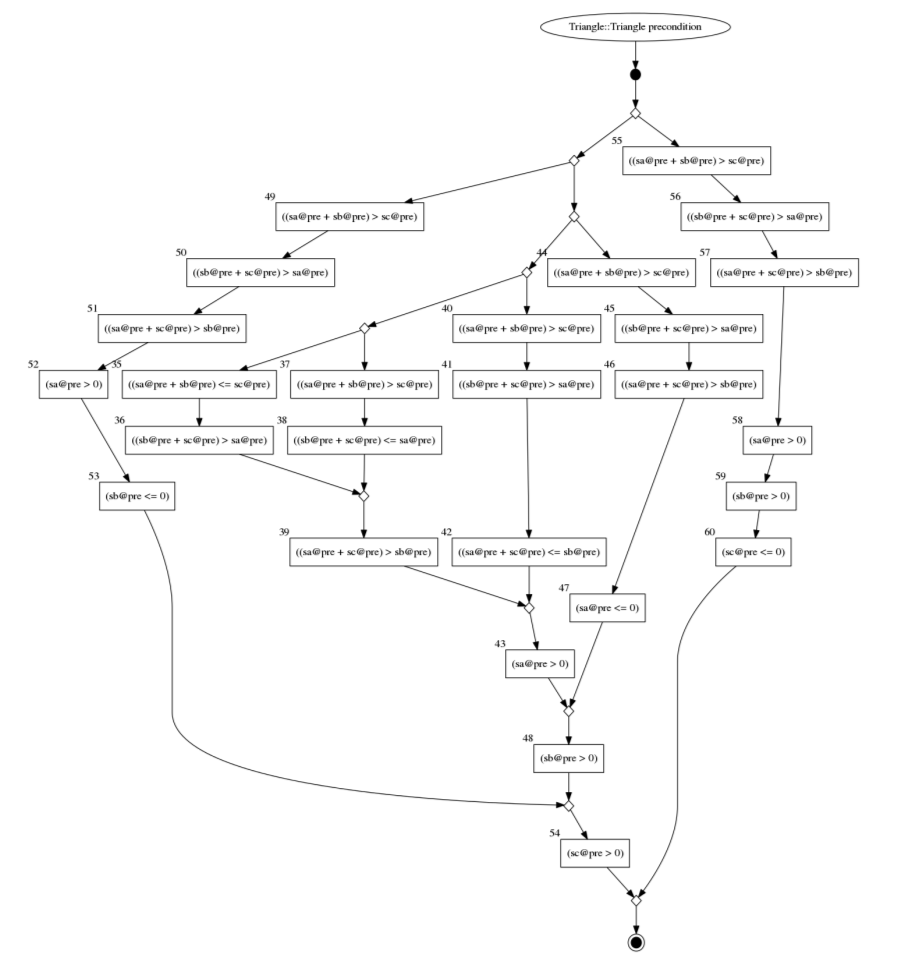 Triangle::Triangle precondition
55
((sa@pre + sb@pre) > sc@pre)
49
((sa@pre + sb@pre) > sc@pre)
56
((sb@pre + sc@pre) > sa@pre)
50
((sb@pre + sc@pre) > sa@pre)
44
((sa@pre + sb@pre) > sc@pre)
57
((sa@pre + sc@pre) > sb@pre)
51
((sa@pre + sc@pre) > sb@pre)
40
((sa@pre + sb@pre) > sc@pre)
45
((sb@pre + sc@pre) > sa@pre)
52
(sa@pre > 0)
35
((sa@pre + sb@pre) <= sc@pre)
37
((sa@pre + sb@pre) > sc@pre)
41
((sb@pre + sc@pre) > sa@pre)
46
((sa@pre + sc@pre) > sb@pre)
36
((sb@pre + sc@pre) > sa@pre)
38
((sb@pre + sc@pre) <= sa@pre)
58
(sa@pre > 0)
53
(sb@pre <= 0)
59
(sb@pre > 0)
39
((sa@pre + sc@pre) > sb@pre)
42
((sa@pre + sc@pre) <= sb@pre)
60
(sc@pre <= 0)
47
(sa@pre <= 0)
43
(sa@pre > 0)
48
(sb@pre > 0)
54
(sc@pre > 0)